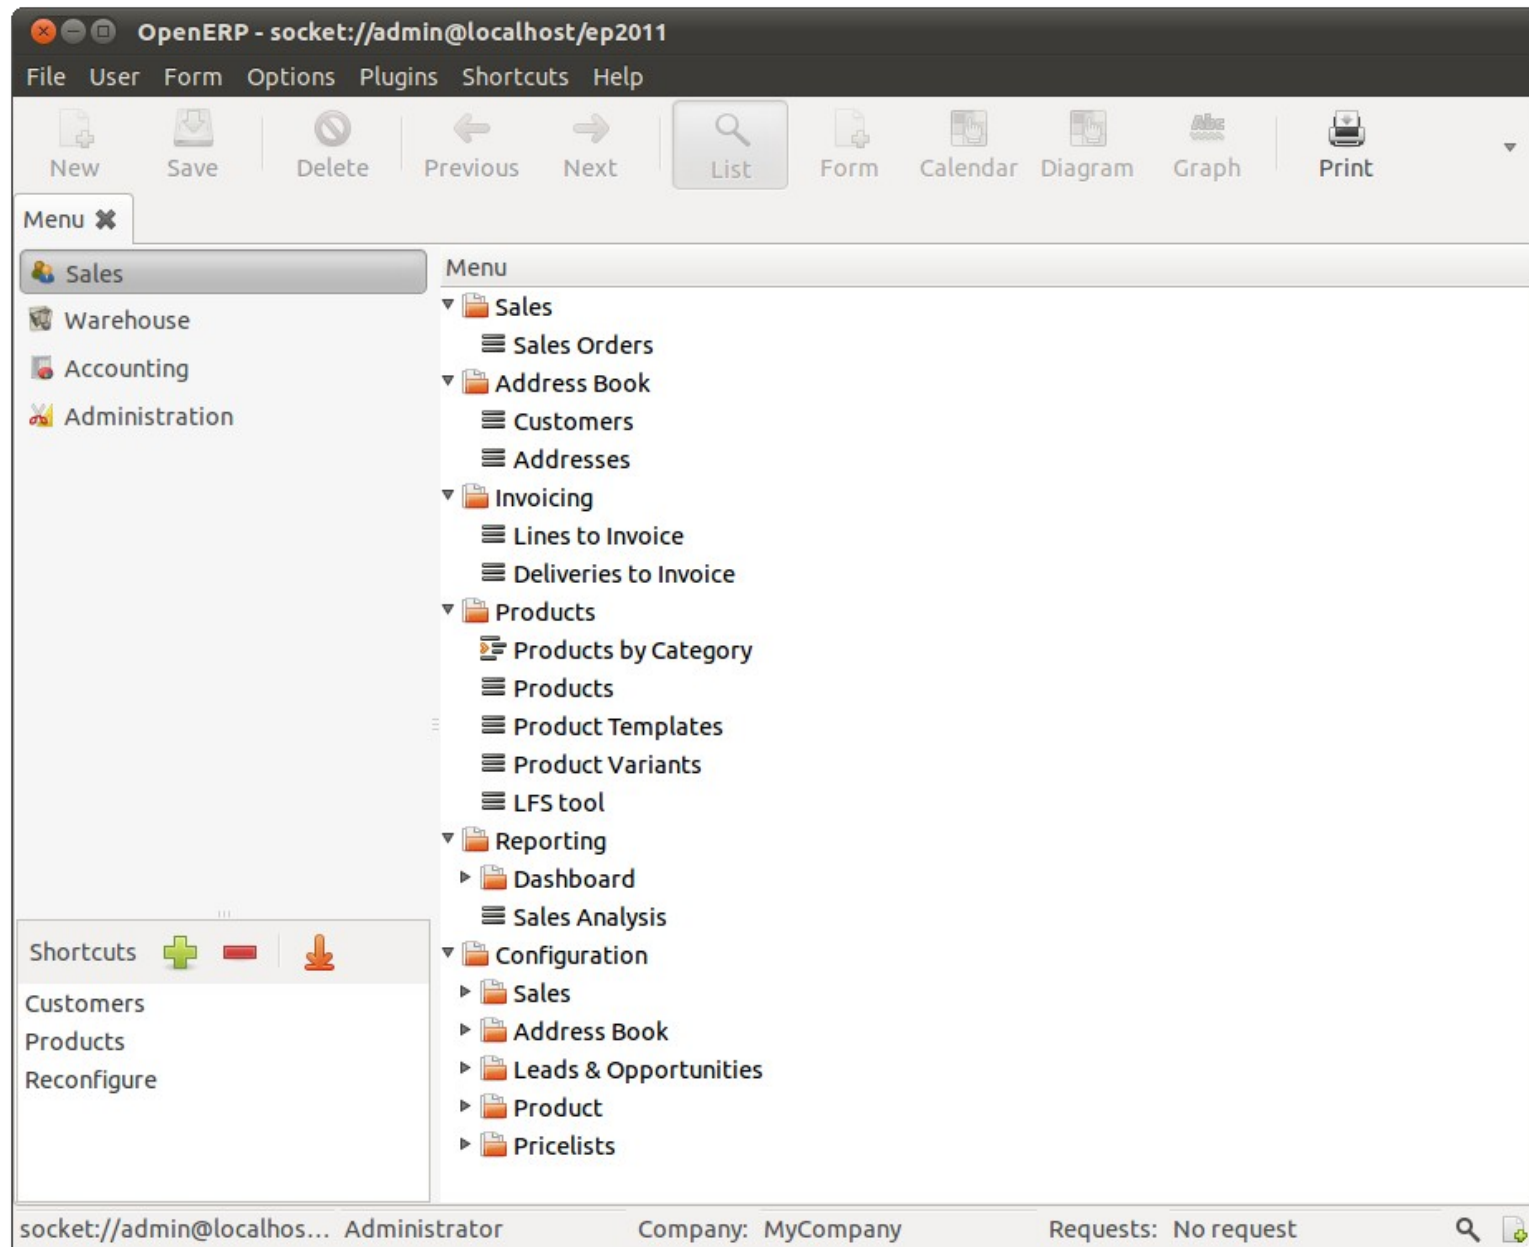 OpenERP - socket://admin@localhost/ep2011
File User Form Options Plugins Shortcuts Help
New Save Delete Previous Next List Form Calendar Diagram Abc Graph Print
Menu
Sales
Warehouse
Accounting
Administration
Menu
Sales
Sales Orders
Address Book
Customers
Addresses
Invoicing
Lines to Invoice
Deliveries to Invoice
Products
Products by Category
Products
Product Templates
Product Variants
LFS tool
Reporting
Dashboard
Sales Analysis
Configuration
Sales
Address Book
Leads & Opportunities
Product
Pricelists
Shortcuts
Customers
Products
Reconfigure
socket://admin@localhos... Administrator Company: MyCompany Requests: No request